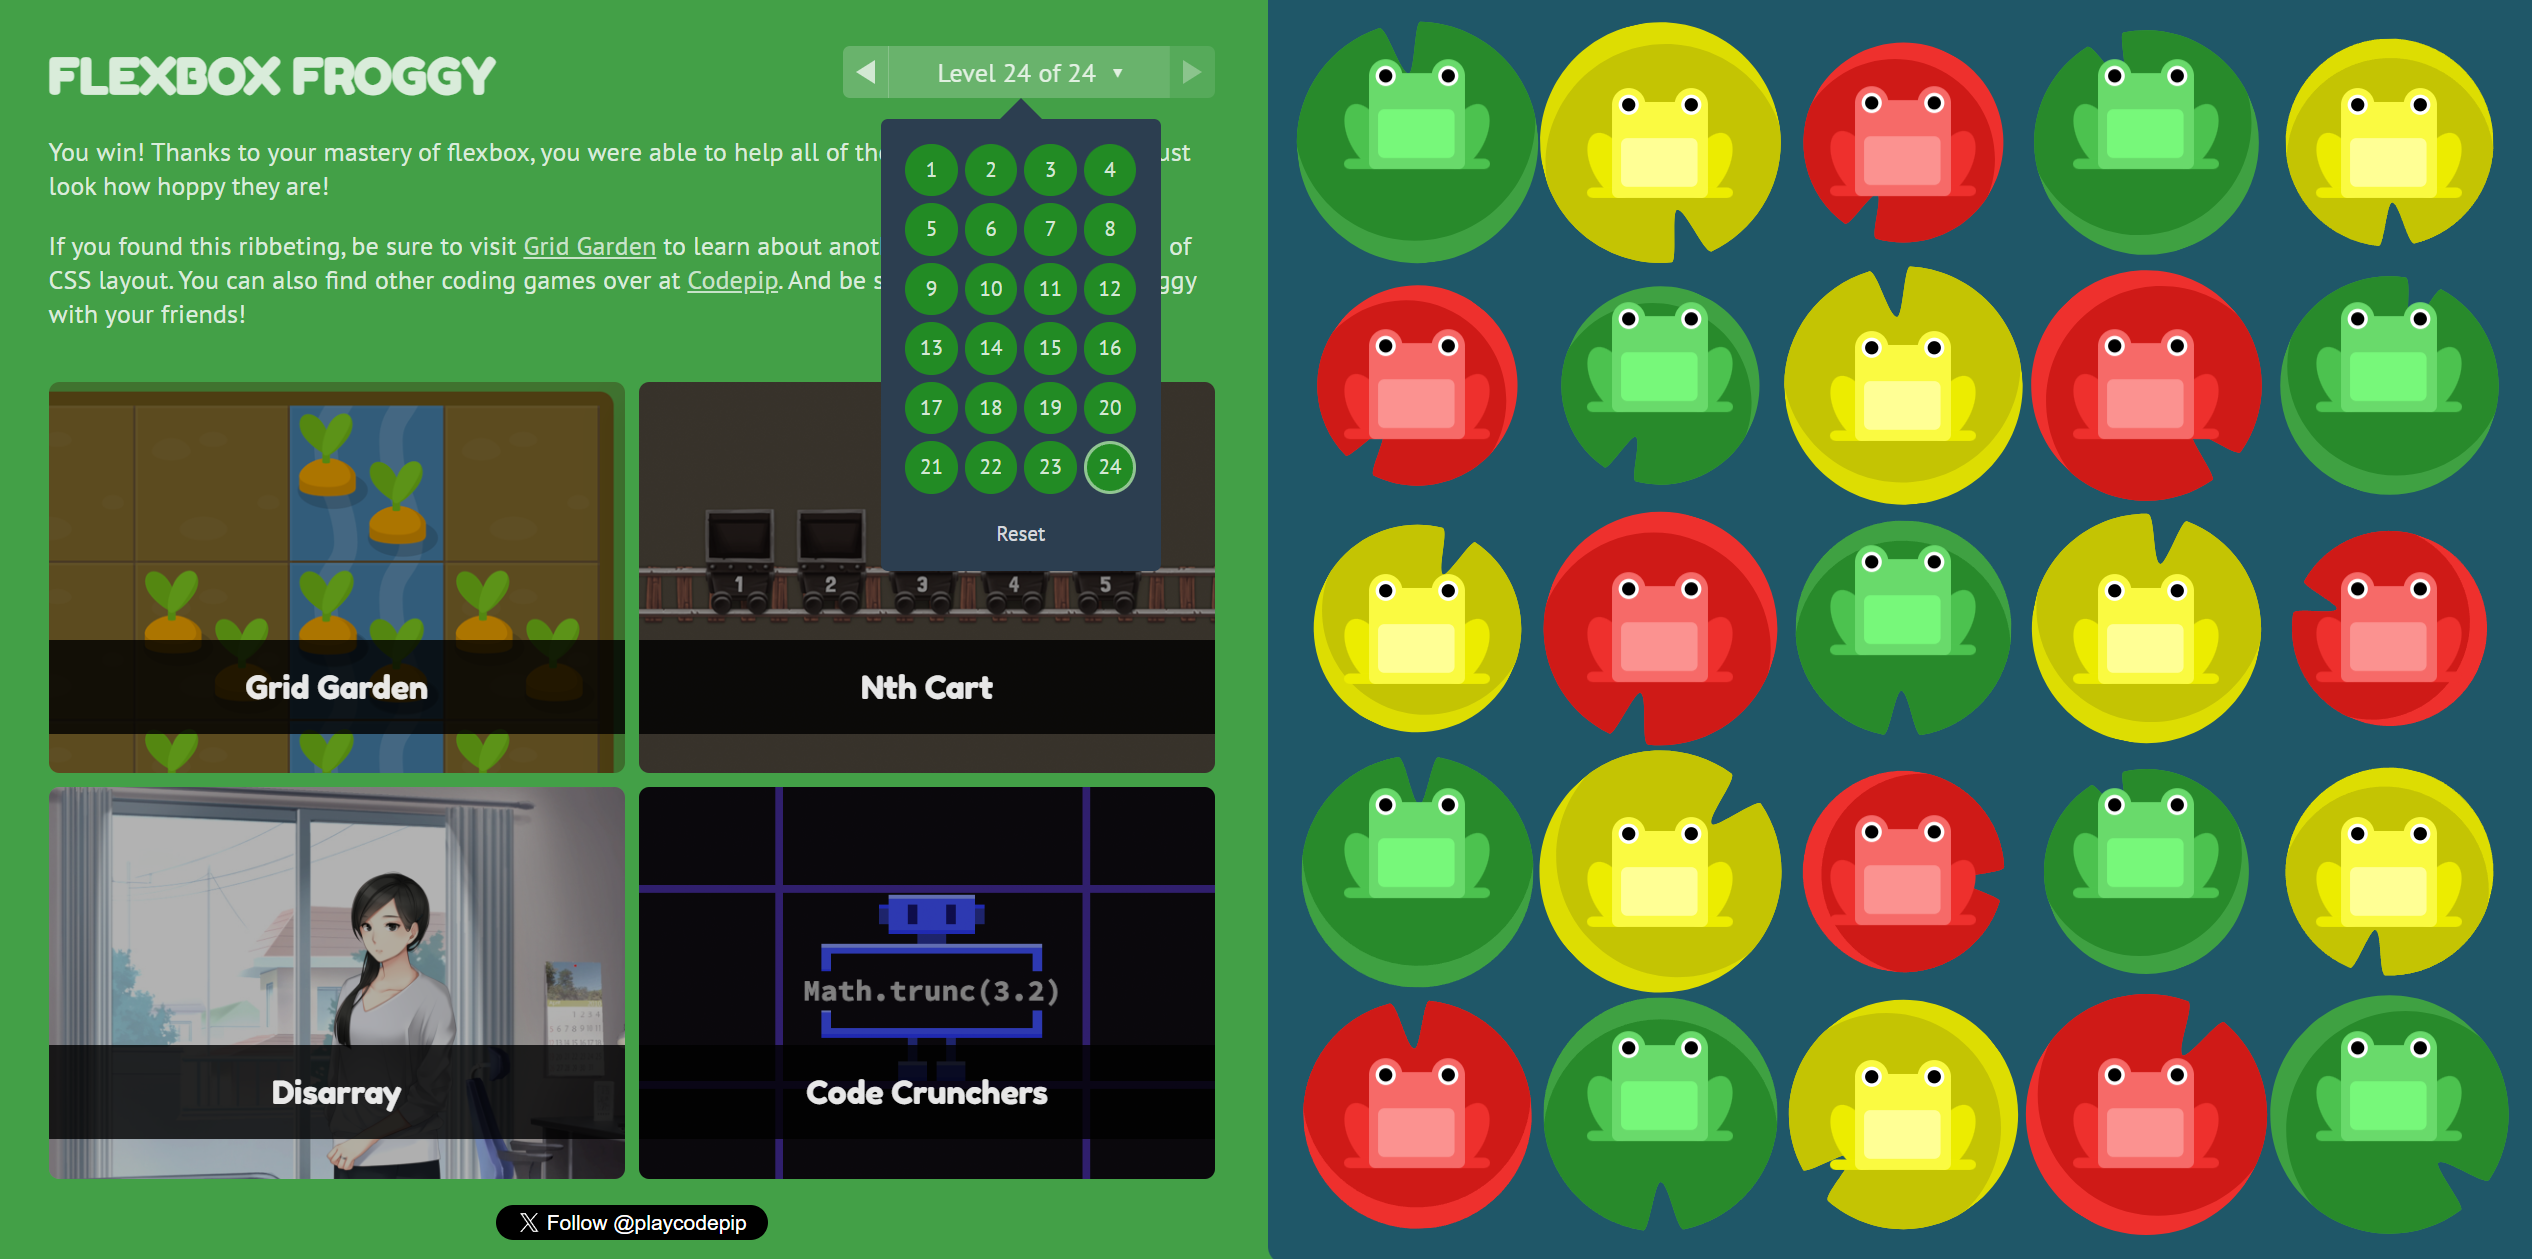 FLEXBOX FROGGY
Level 24 of 24 ▼
You win! Thanks to your mastery of flexbox, you were able to help all of the ust
look how hoppy they are!
If you found this ribbeting, be sure to visit Grid Garden to learn about anot of
CSS layout. You can also find other coding games over at Codepip. And be s ggy
with your friends!
1 2 3 4
5 6 7 8
9 10 11 12
13 14 15 16
17 18 19 20
21 22 23 24
Reset
1 2 3 4 5
Grid Garden
Nth Cart
Math.trunc(3.2)
Disarray
Code Crunchers
X Follow @playcodepip